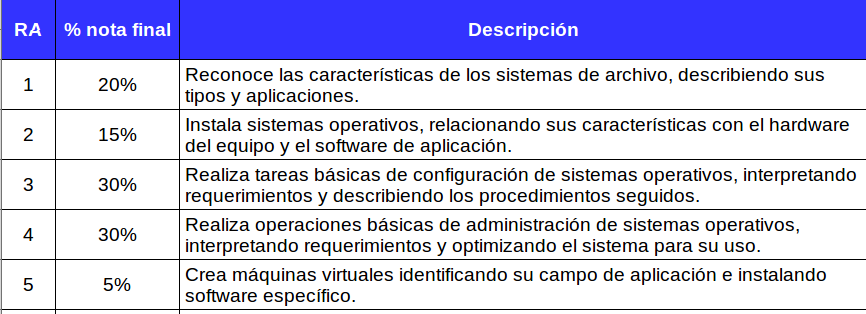 RA % nota final Descripción
1 20% Reconoce las características de los sistemas de archivo, describiendo sus
tipos y aplicaciones.
2 15% Instala sistemas operativos, relacionando sus características con el hardware
del equipo y el software de aplicación.
3 30% Realiza tareas básicas de configuración de sistemas operativos, interpretando
requerimientos y describiendo los procedimientos seguidos.
4 30% Realiza operaciones básicas de administración de sistemas operativos,
interpretando requerimientos y optimizando el sistema para su uso.
5 5% Crea máquinas virtuales identificando su campo de aplicación e instalando
software específico.